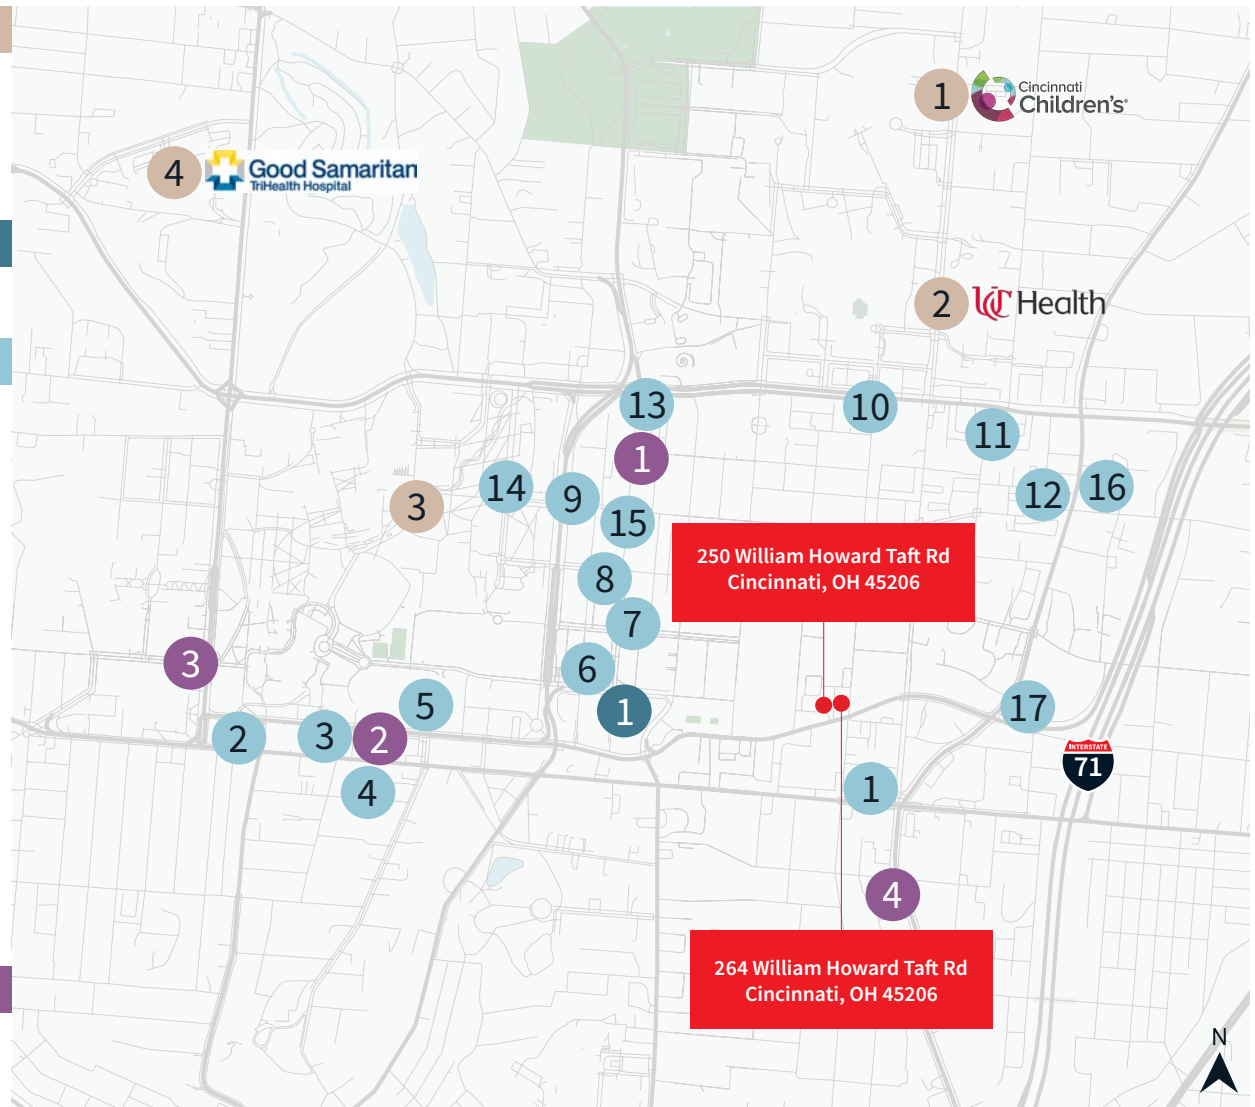 1
Cincinnati
Children's
4
Good Samaritan
TriHealth Hospital
2
UC Health
13
10
1
11
14
9
3
12
16
15
250 William Howard Taft Rd
Cincinnati, OH 45206
8
7
3
6
5
1
17
2
3
2
INTERSTATE
71
4
1
4
264 William Howard Taft Rd
Cincinnati, OH 45206
N